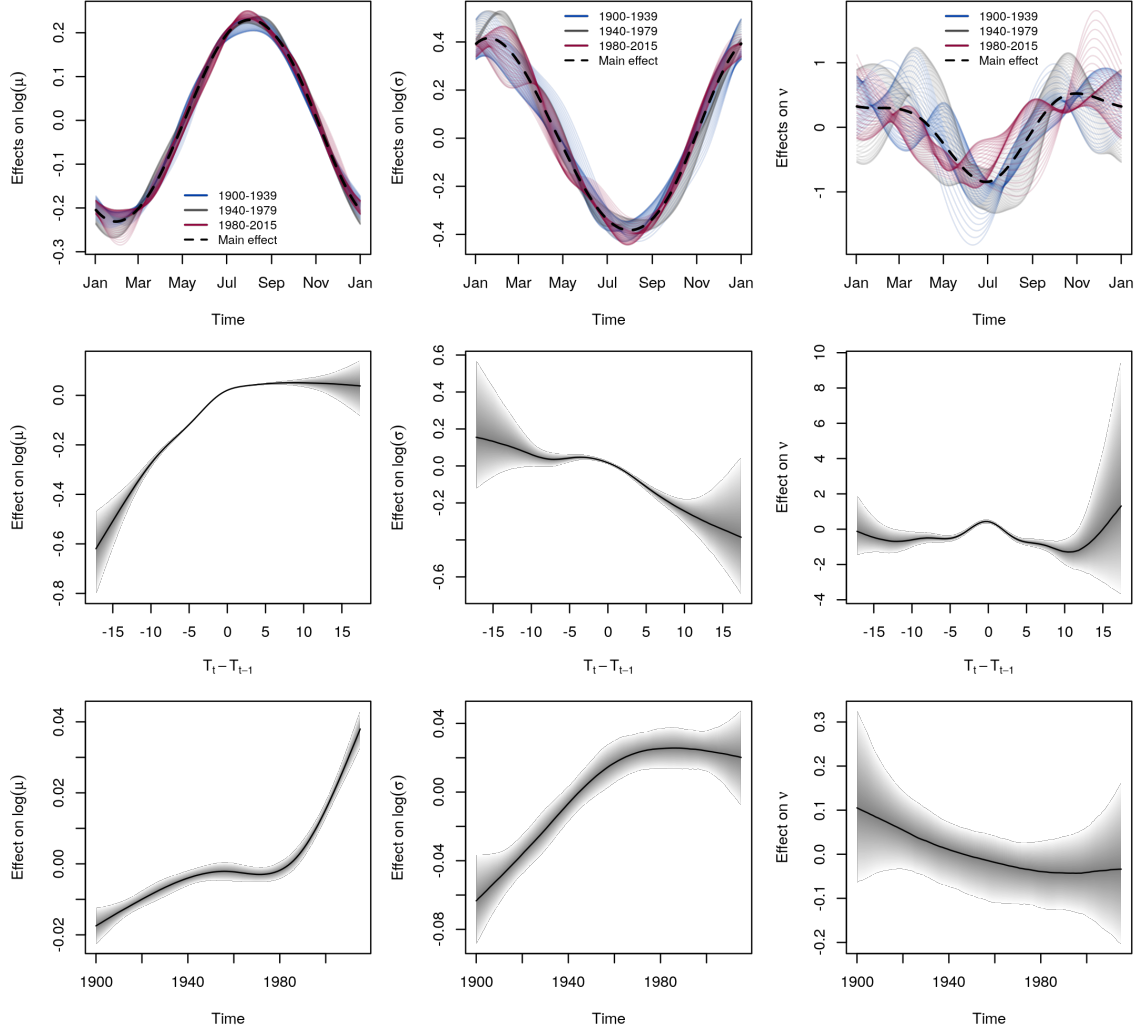 Effects on log(μ)
0.2
0.1
0.0
-0.1
-0.2
-0.3
1900-1939
1940-1979
1980-2015
Main effect
Jan Mar May Jul Sep Nov Jan
Time
Effects on log(σ)
0.4
0.2
0.0
-0.2
-0.4
1900-1939
1940-1979
1980-2015
Main effect
Jan Mar May Jul Sep Nov Jan
Time
Effects on ν
1
0
-1
1900-1939
1940-1979
1980-2015
Main effect
Jan Mar May Jul Sep Nov Jan
Time
Effect on log(μ)
0.0
-0.2
-0.4
-0.6
-0.8
-15 -10 -5 0 5 10 15
Tt − Tt−1
Effect on log(σ)
0.6
0.4
0.2
0.0
-0.2
-0.6
-15 -10 -5 0 5 10 15
Tt − Tt−1
Effect on ν
10
8
6
4
2
0
-2
-4
-15 -10 -5 0 5 10 15
Tt − Tt−1
Effect on log(μ)
0.04
0.02
0.00
-0.02
1900 1940 1980
Time
Effect on log(σ)
0.04
0.00
-0.04
-0.08
1900 1940 1980
Time
Effect on ν
0.3
0.2
0.1
0.0
-0.1
-0.2
1900 1940 1980
Time